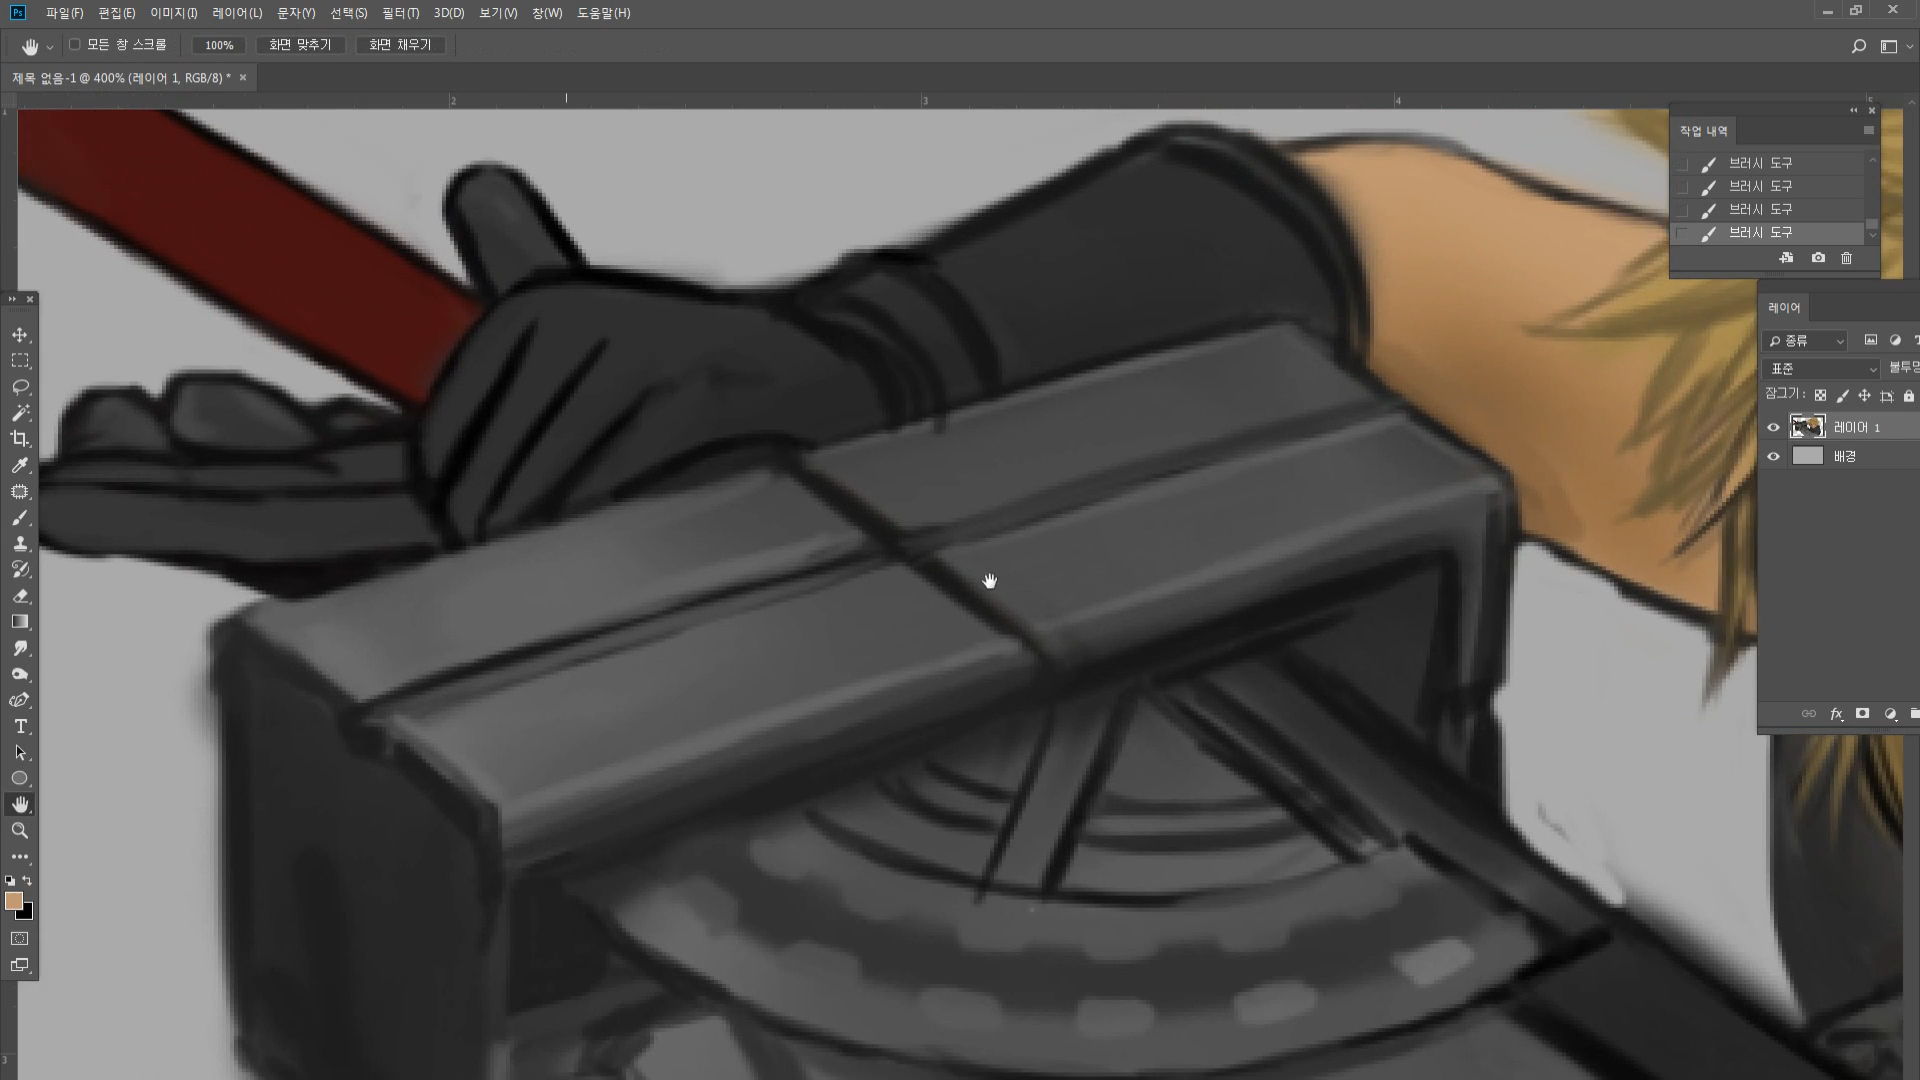 Ps 파일(F) 편집(E) 이미지(I) 레이어(L) 문자(Y) 선택(S) 필터(T) 3D(D) 보기(V) 창(W) 도움말(H)
모든 창 스크롤 100% 화면 맞추기 화면 채우기
제목 없음-1 @ 400% (레이어 1, RGB/8) *
2 3 4 5
1
3
작업 내역
브러시 도구
브러시 도구
브러시 도구
브러시 도구
레이어
종류
표준 불투명
잠그기:
레이어 1
배경
fx